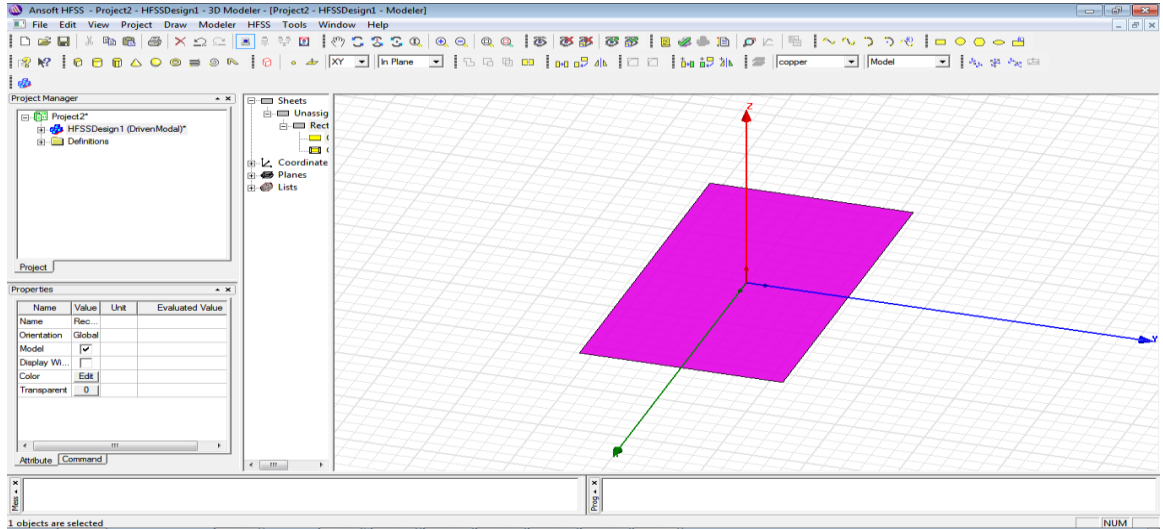 Ansoft HFSS - Project2 - HFSSDesign1 - 3D Modeler - [Project2 - HFSSDesign1 - Modeler]
File Edit View Project Draw Modeler HFSS Tools Window Help
XY In Plane copper Model
Project Manager
Project2*
HFSSDesign1 (DrivenModal)*
Definitions
Project
Sheets
Unassig
Rect
Coordinate
Planes
Lists
Properties
Name Value Unit Evaluated Value
Name Rec...
Orientation Global
Model
Display Wi...
Color Edit
Transparent 0
Attribute Command
Z
Y
Mess
Prog
1 objects are selected
NUM